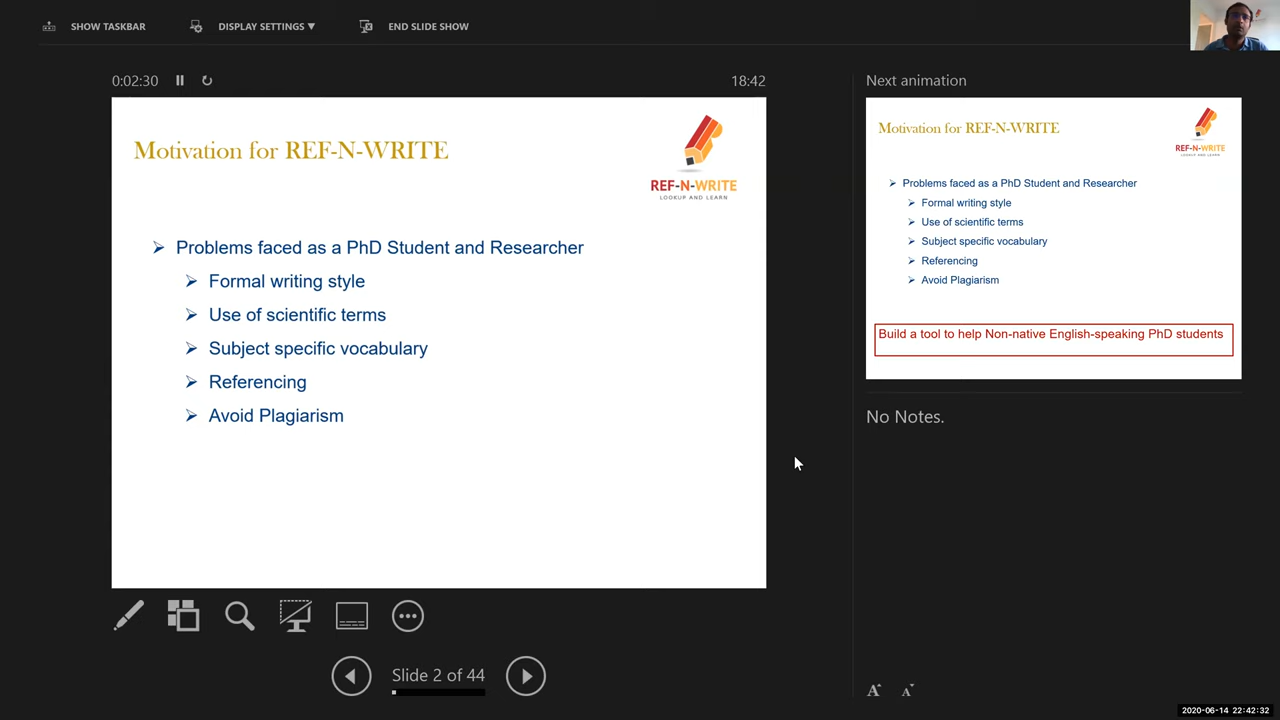 SHOW TASKBAR
DISPLAY SETTINGS ▼
END SLIDE SHOW
0:02:30
18:42
Motivation for REF-N-WRITE
REF-N-WRITE
LOOKUP AND LEARN
Problems faced as a PhD Student and Researcher
Formal writing style
Use of scientific terms
Subject specific vocabulary
Referencing
Avoid Plagiarism
Slide 2 of 44
Next animation
Motivation for REF-N-WRITE
REF-N-WRITE
LOOKUP AND LEARN
Problems faced as a PhD Student and Researcher
Formal writing style
Use of scientific terms
Subject specific vocabulary
Referencing
Avoid Plagiarism
Build a tool to help Non-native English-speaking PhD students
No Notes.
A A
2020-06-14 22:42:32